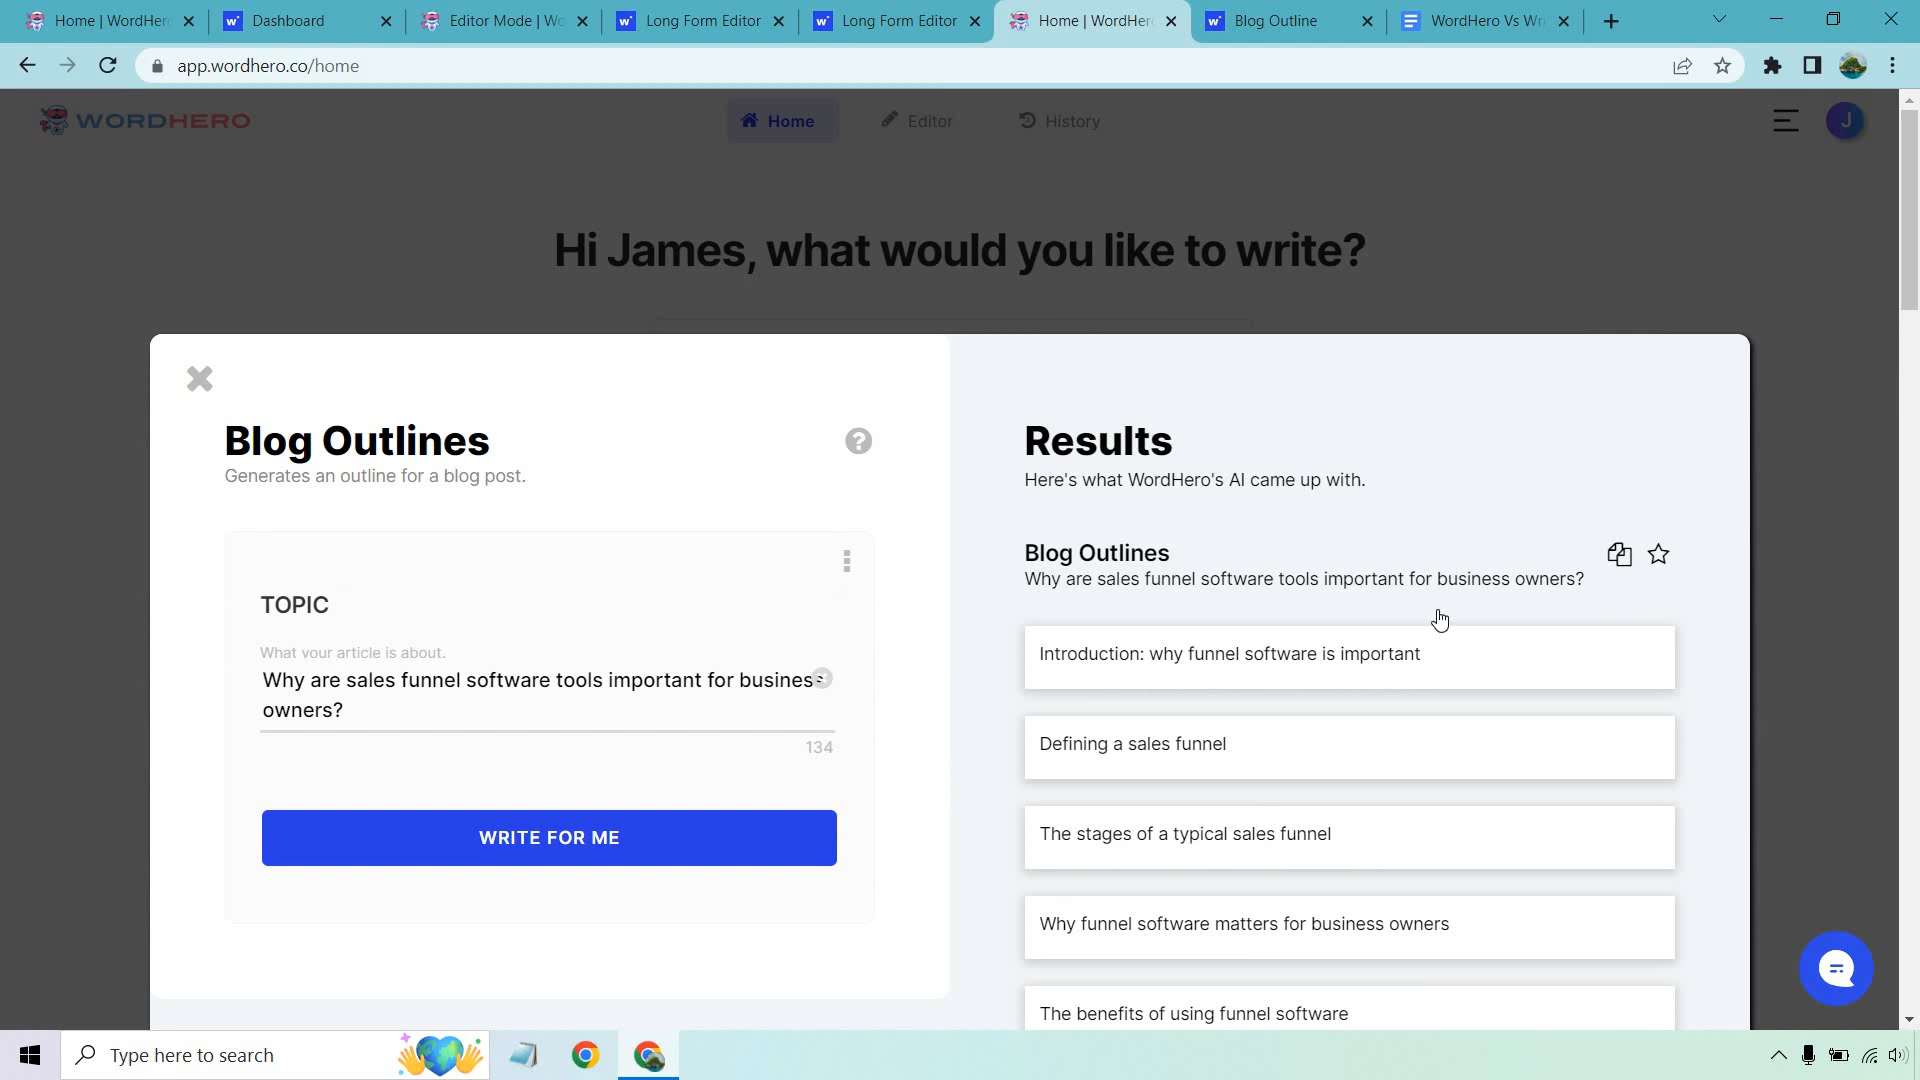 Home | WordHer
Dashboard
Editor Mode | Wo
Long Form Editor
Long Form Editor
Home | WordHer
Blog Outline
WordHero Vs Wri
app.wordhero.co/home
WORDHERO
Home
Editor
History
J
Hi James, what would you like to write?
Blog Outlines
Generates an outline for a blog post.
TOPIC
What your article is about.
Why are sales funnel software tools important for business
owners?
134
WRITE FOR ME
Results
Here's what WordHero's AI came up with.
Blog Outlines
Why are sales funnel software tools important for business owners?
Introduction: why funnel software is important
Defining a sales funnel
The stages of a typical sales funnel
Why funnel software matters for business owners
The benefits of using funnel software
Type here to search